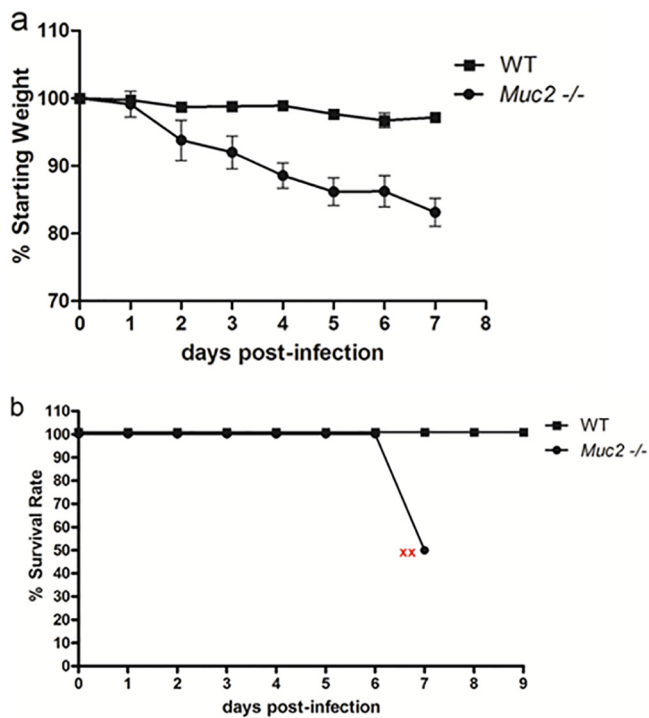 a
% Starting Weight
110
100
90
80
70
0 1 2 3 4 5 6 7 8
days post-infection
WT
Muc2 -/-
b
% Survival Rate
110
100
90
80
70
60
50
40
30
20
10
0
xx
0 1 2 3 4 5 6 7 8 9
days post-infection
WT
Muc2 -/-